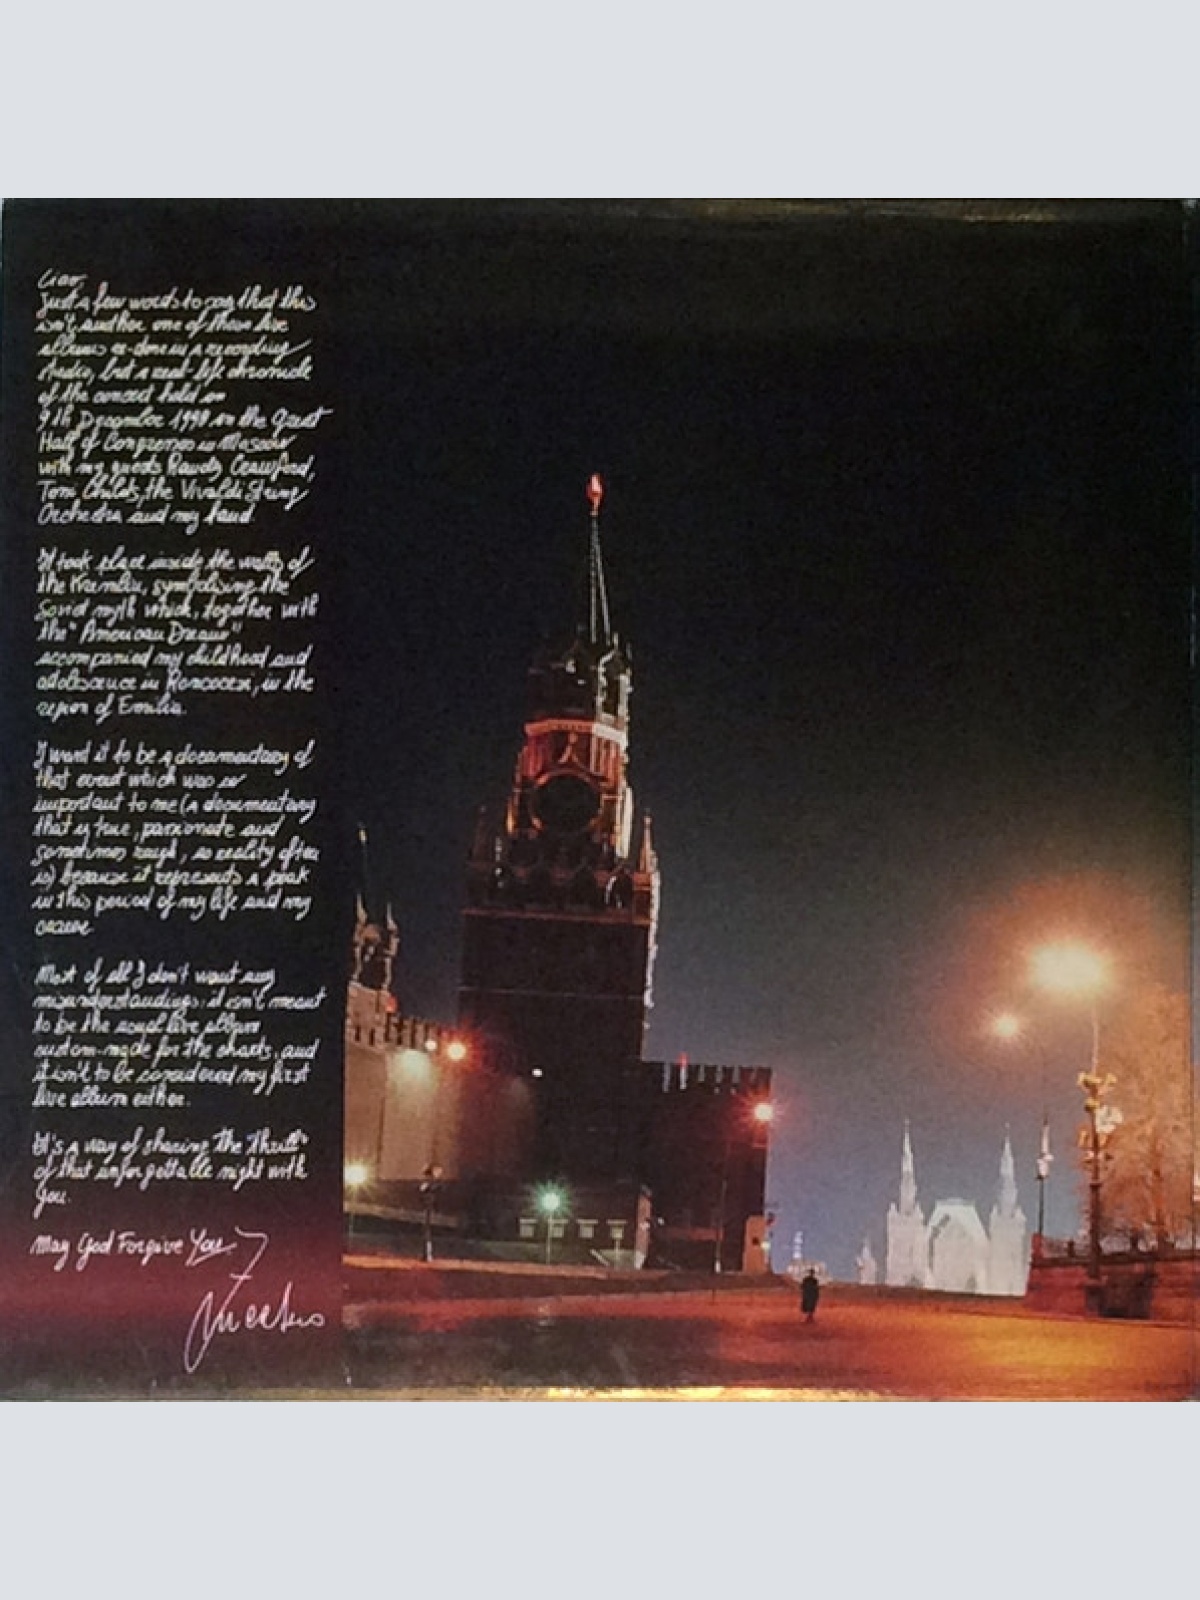 Ciao,
Just a few words to say that this
isn't another one of those live
albums re-done in a recording
studio, but a real-life chronicle
of the concert held on
9th December 1990 in the Great
Hall of Congresses in Moscow
with my guests Randy Crawford,
Toni Childs, the Vivaldi String
Orchestra and my band.
It took place inside the walls of
the Kremlin, symbolising the
Soviet myth which, together with
the "American Dream"
accompanied my childhood and
adolescence in Roncocesi, in the
region of Emilia.
I want it to be a documentary of
that event which was so
important to me (a documentary
that is true, passionate and
sometimes rough, as reality often
is) because it represents a peak
in this period of my life and my
career
Most of all I don't want any
misunderstandings: it isn't meant
to be the usual live album
custom-made for the charts, and
it isn't to be considered my first
live album either.
It's a way of sharing the "thrill"
of that unforgettable night with
you.
May God Forgive You
Zucchero